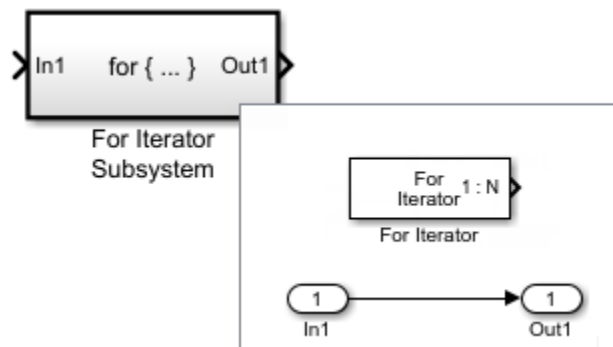 In1 for { ... } Out1
For Iterator
Subsystem
For
Iterator
1 : N
For Iterator
1
1
In1
Out1